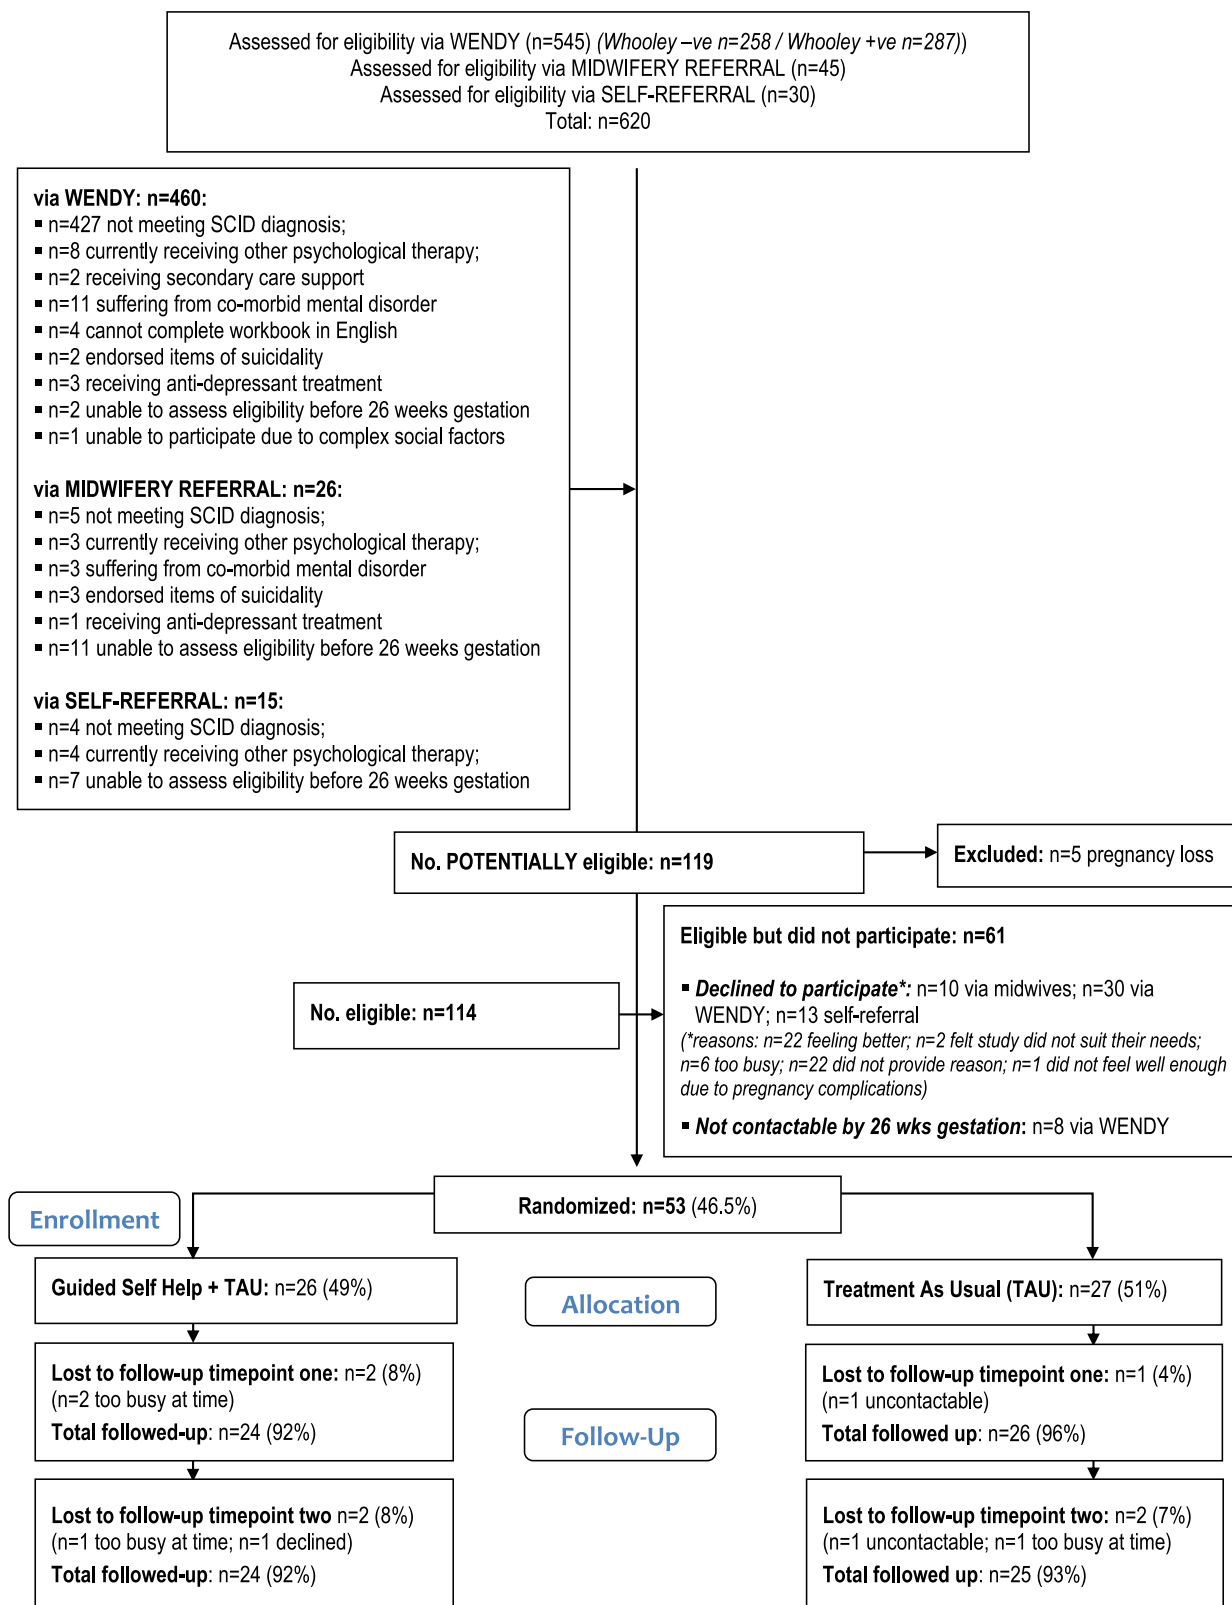 Assessed for eligibility via WENDY (n=545) (Whooley –ve n=258 / Whooley +ve n=287))
Assessed for eligibility via MIDWIFERY REFERRAL (n=45)
Assessed for eligibility via SELF-REFERRAL (n=30)
Total: n=620
via WENDY: n=460:
▪ n=427 not meeting SCID diagnosis;
▪ n=8 currently receiving other psychological therapy;
▪ n=2 receiving secondary care support
▪ n=11 suffering from co-morbid mental disorder
▪ n=4 cannot complete workbook in English
▪ n=2 endorsed items of suicidality
▪ n=3 receiving anti-depressant treatment
▪ n=2 unable to assess eligibility before 26 weeks gestation
▪ n=1 unable to participate due to complex social factors
via MIDWIFERY REFERRAL: n=26:
▪ n=5 not meeting SCID diagnosis;
▪ n=3 currently receiving other psychological therapy;
▪ n=3 suffering from co-morbid mental disorder
▪ n=3 endorsed items of suicidality
▪ n=1 receiving anti-depressant treatment
▪ n=11 unable to assess eligibility before 26 weeks gestation
via SELF-REFERRAL: n=15:
▪ n=4 not meeting SCID diagnosis;
▪ n=4 currently receiving other psychological therapy;
▪ n=7 unable to assess eligibility before 26 weeks gestation
No. POTENTIALLY eligible: n=119
Excluded: n=5 pregnancy loss
Eligible but did not participate: n=61
▪ Declined to participate*: n=10 via midwives; n=30 via
WENDY; n=13 self-referral
(*reasons: n=22 feeling better; n=2 felt study did not suit their needs;
n=6 too busy; n=22 did not provide reason; n=1 did not feel well enough
due to pregnancy complications)
▪ Not contactable by 26 wks gestation: n=8 via WENDY
No. eligible: n=114
Randomized: n=53 (46.5%)
Enrollment
Guided Self Help + TAU: n=26 (49%)
Allocation
Treatment As Usual (TAU): n=27 (51%)
Lost to follow-up timepoint one: n=2 (8%)
(n=2 too busy at time)
Total followed-up: n=24 (92%)
Follow-Up
Lost to follow-up timepoint one: n=1 (4%)
(n=1 uncontactable)
Total followed up: n=26 (96%)
Lost to follow-up timepoint two n=2 (8%)
(n=1 too busy at time; n=1 declined)
Total followed-up: n=24 (92%)
Lost to follow-up timepoint two: n=2 (7%)
(n=1 uncontactable; n=1 too busy at time)
Total followed up: n=25 (93%)